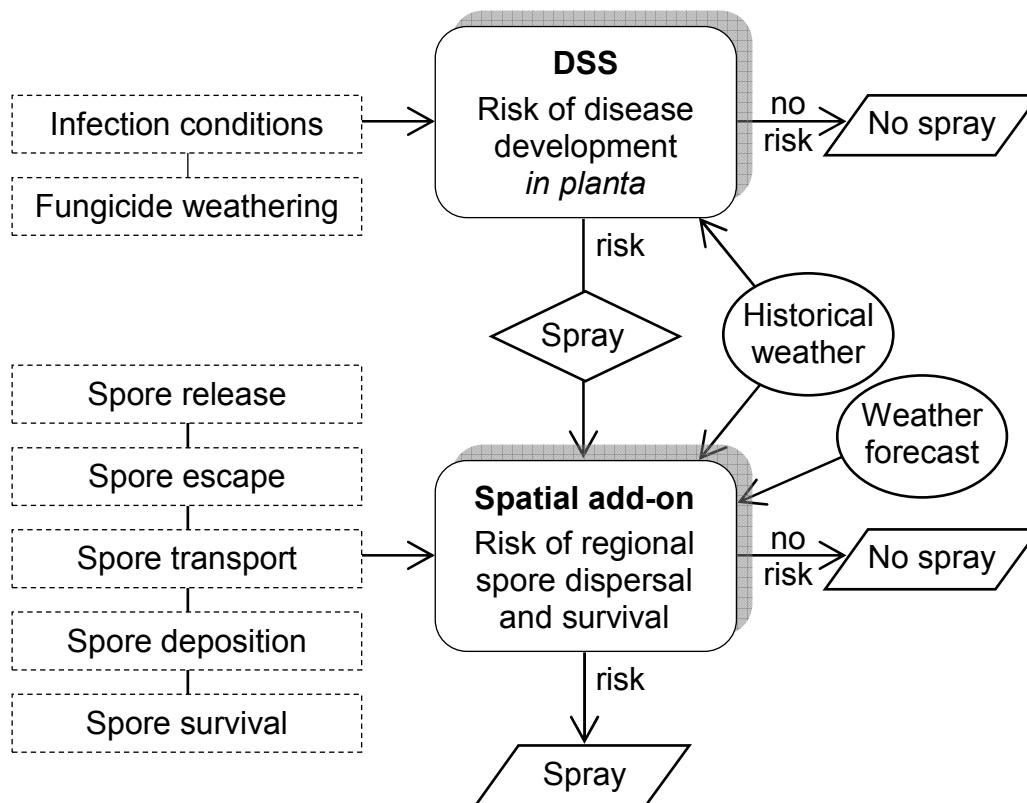 DSS
Risk of disease
development
in planta
Infection conditions
Fungicide weathering
no
risk
No spray
risk
Spray
Historical
weather
Weather
forecast
Spore release
Spore escape
Spore transport
Spore deposition
Spore survival
Spatial add-on
Risk of regional
spore dispersal
and survival
no
risk
No spray
risk
Spray